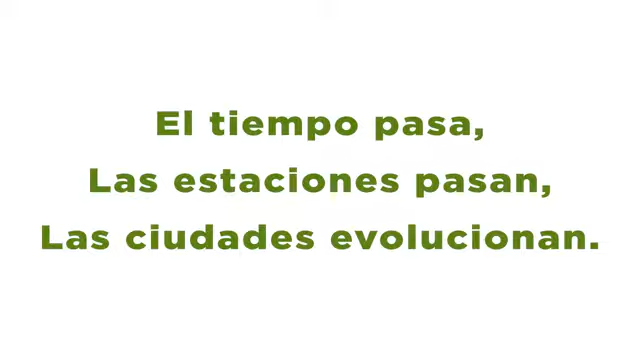 El tiempo pasa,
Las estaciones pasan,
Las ciudades evolucionan.